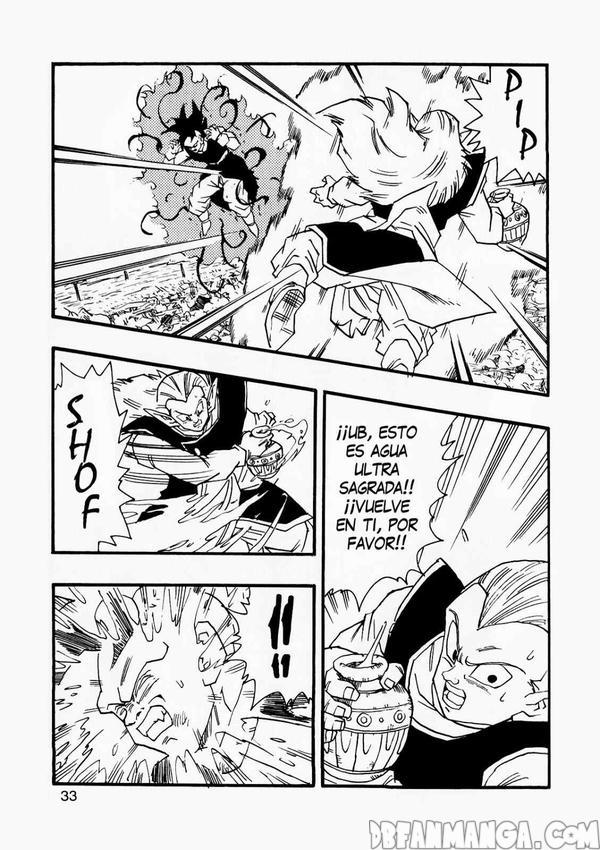 PIP
SHOF
¡¡UB, ESTO
ES AGUA
ULTRA
SAGRADA!!
¡¡VUELVE
EN TI, POR
FAVOR!!
!!
33
DBFANMANGA.COM